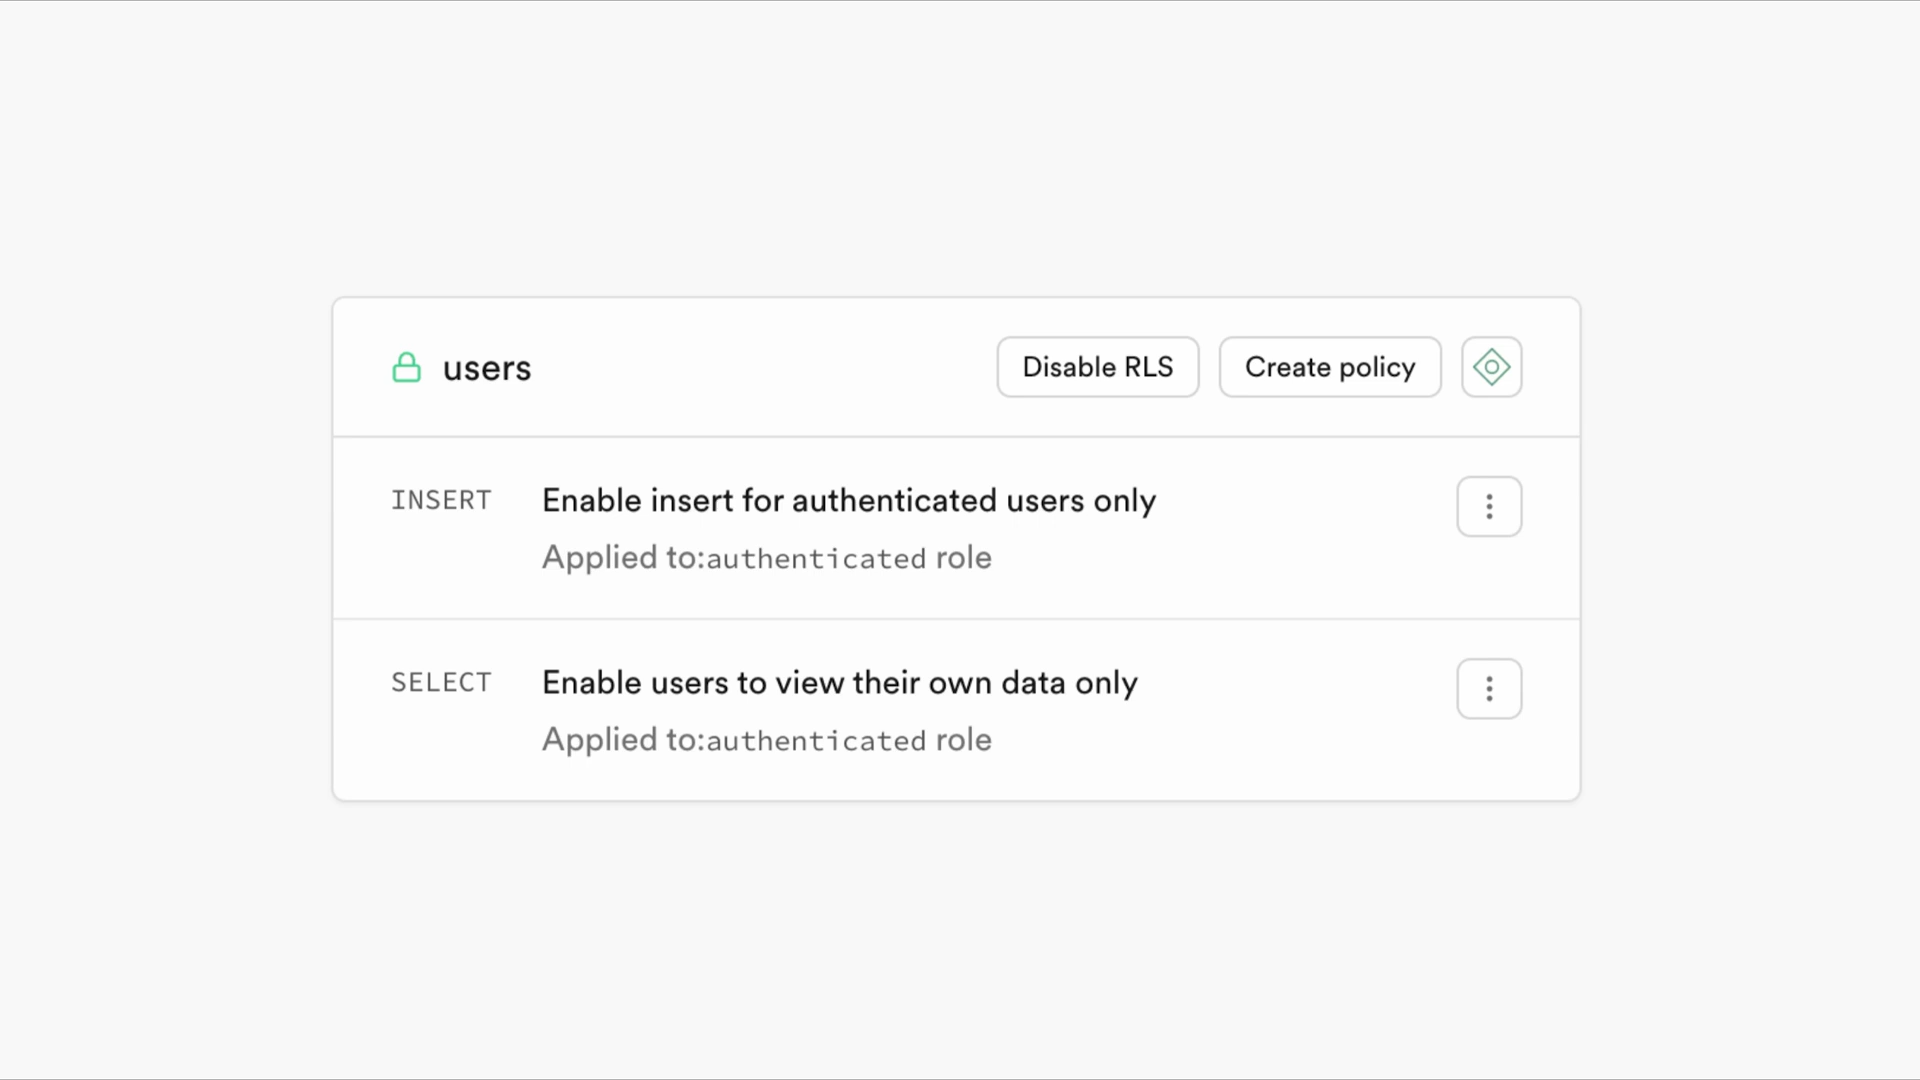 users
Disable RLS
Create policy
INSERT
Enable insert for authenticated users only
Applied to:authenticated role
SELECT
Enable users to view their own data only
Applied to:authenticated role